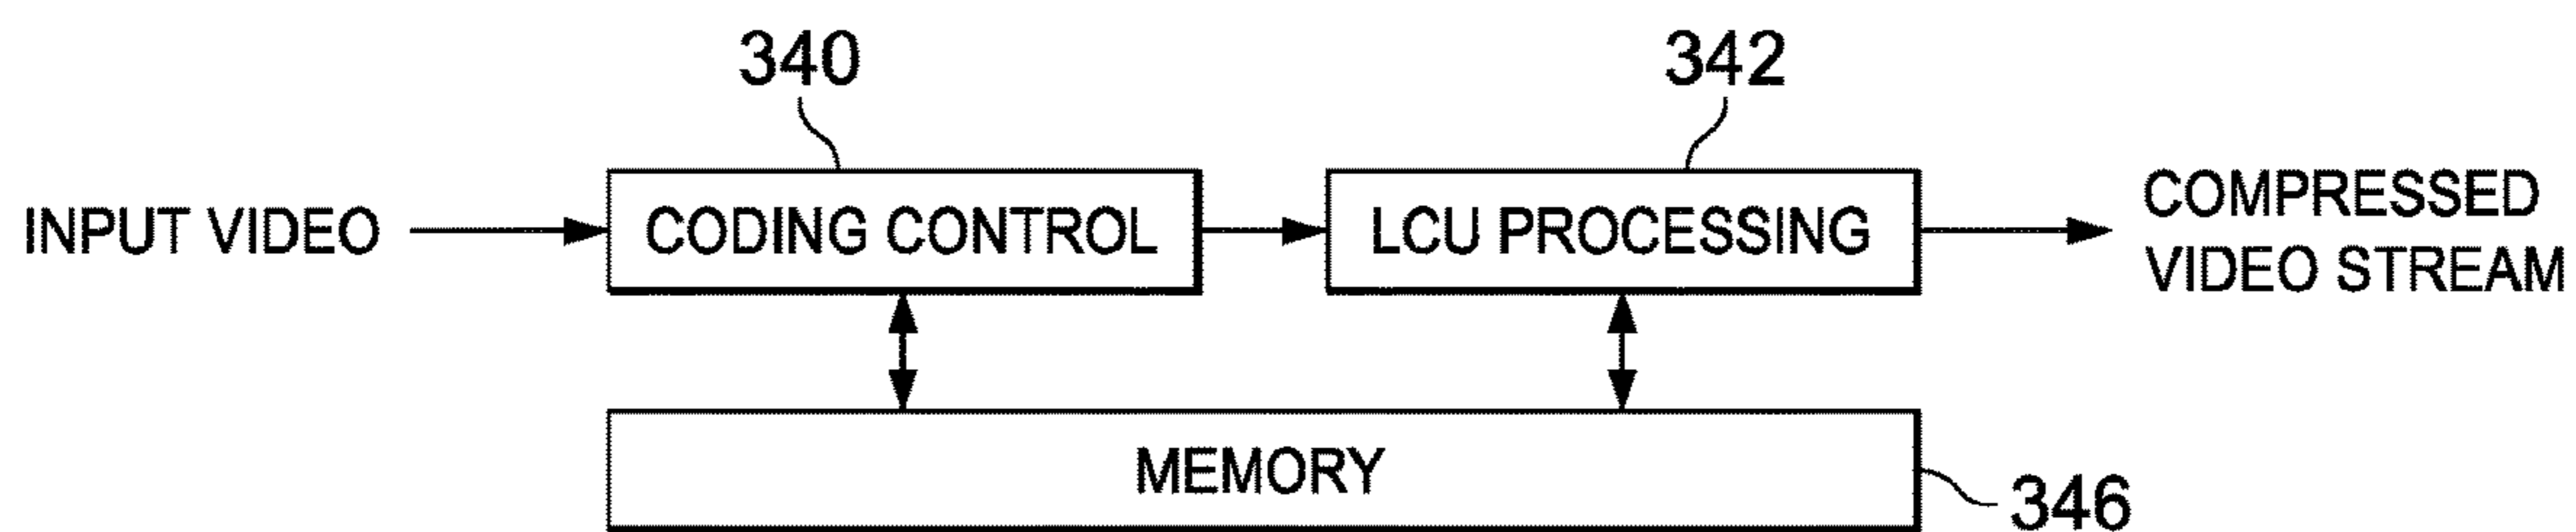 340
342
INPUT VIDEO
CODING CONTROL
LCU PROCESSING
COMPRESSED
VIDEO STREAM
MEMORY
346